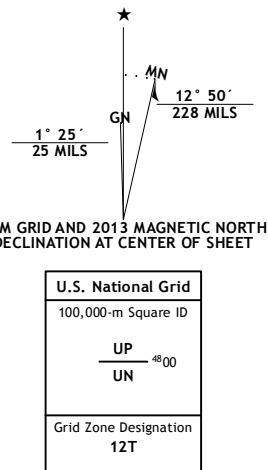 ★
MN
GN
12° 50´
228 MILS
1° 25´
25 MILS
M GRID AND 2013 MAGNETIC NORTH
DECLINATION AT CENTER OF SHEET
U.S. National Grid
100,000-m Square ID
UP
4800
UN
Grid Zone Designation
12T